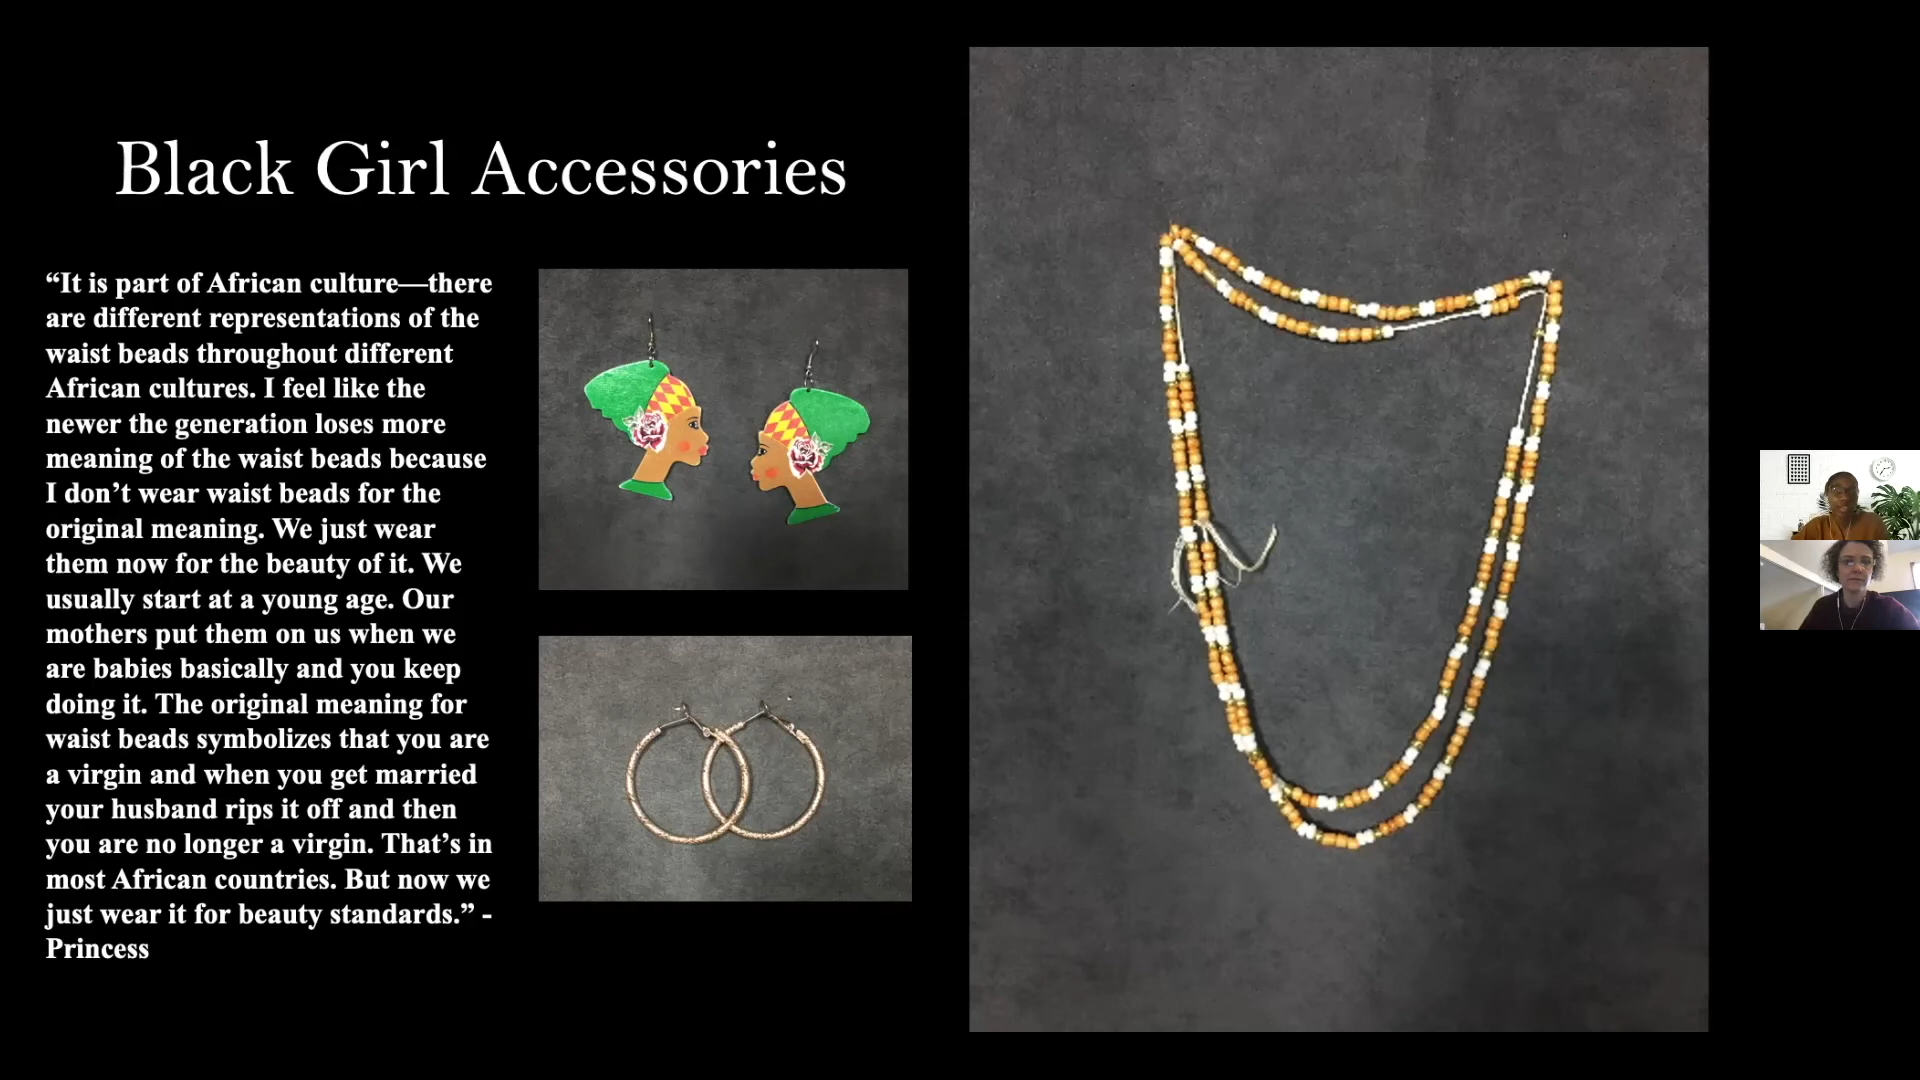 Black Girl Accessories
“It is part of African culture—there
are different representations of the
waist beads throughout different
African cultures. I feel like the
newer the generation loses more
meaning of the waist beads because
I don’t wear waist beads for the
original meaning. We just wear
them now for the beauty of it. We
usually start at a young age. Our
mothers put them on us when we
are babies basically and you keep
doing it. The original meaning for
waist beads symbolizes that you are
a virgin and when you get married
your husband rips it off and then
you are no longer a virgin. That’s in
most African countries. But now we
just wear it for beauty standards.” -
Princess